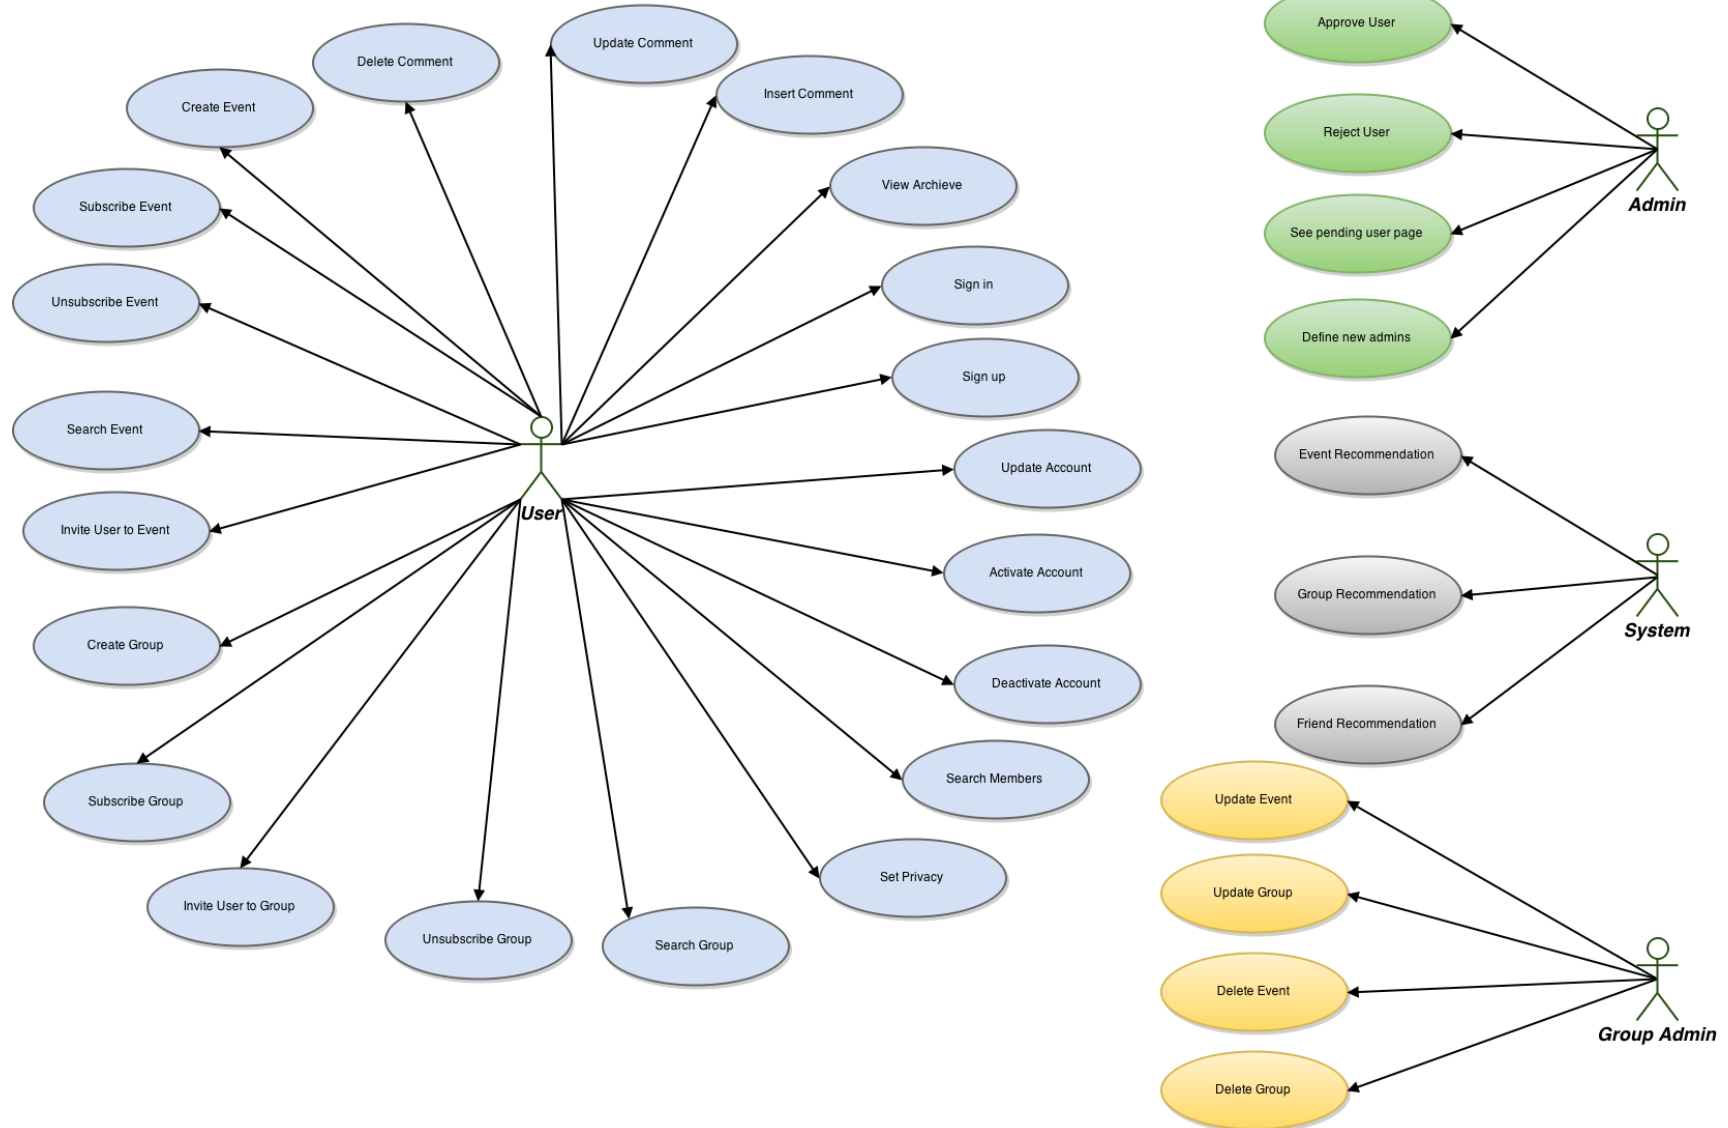 Update Comment
Delete Comment
Insert Comment
Create Event
View Archieve
Subscribe Event
Sign in
Unsubscribe Event
Sign up
Search Event
Update Account
User
Invite User to Event
Activate Account
Create Group
Deactivate Account
Search Members
Subscribe Group
Set Privacy
Invite User to Group
Unsubscribe Group
Search Group
Approve User
Reject User
Admin
See pending user page
Define new admins
Event Recommendation
Group Recommendation
System
Friend Recommendation
Update Event
Update Group
Delete Event
Group Admin
Delete Group